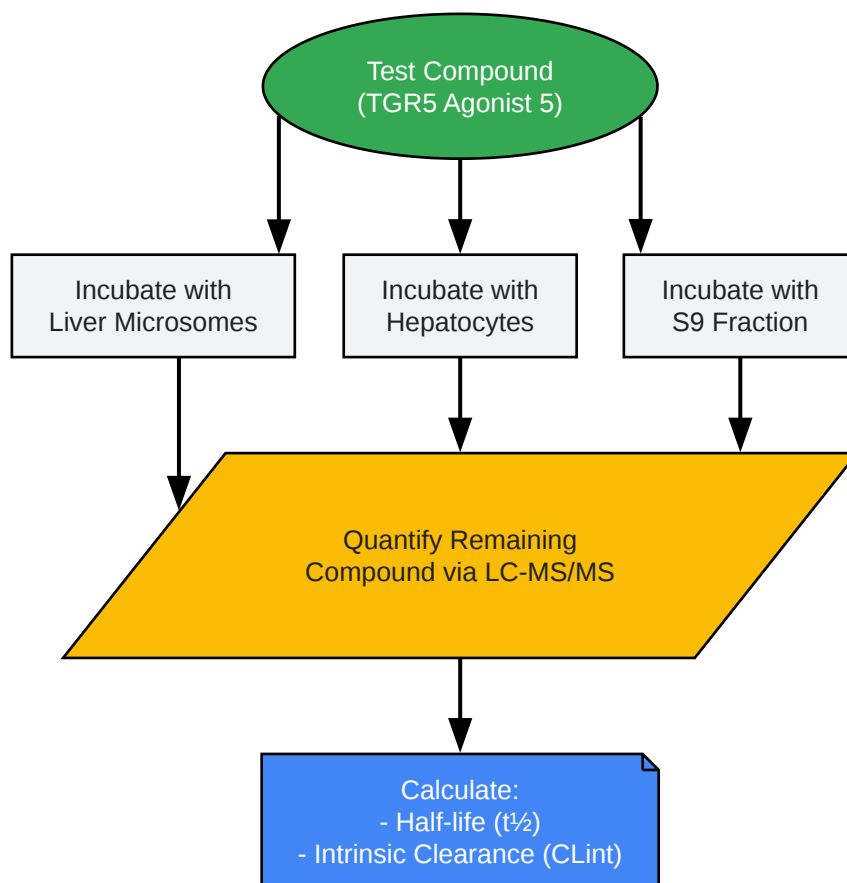 Test Compound
(TGR5 Agonist 5)
Incubate with
Liver Microsomes
Incubate with
Hepatocytes
Incubate with
S9 Fraction
Quantify Remaining
Compound via LC-MS/MS
Calculate:
- Half-life (t½)
- Intrinsic Clearance (CLint)